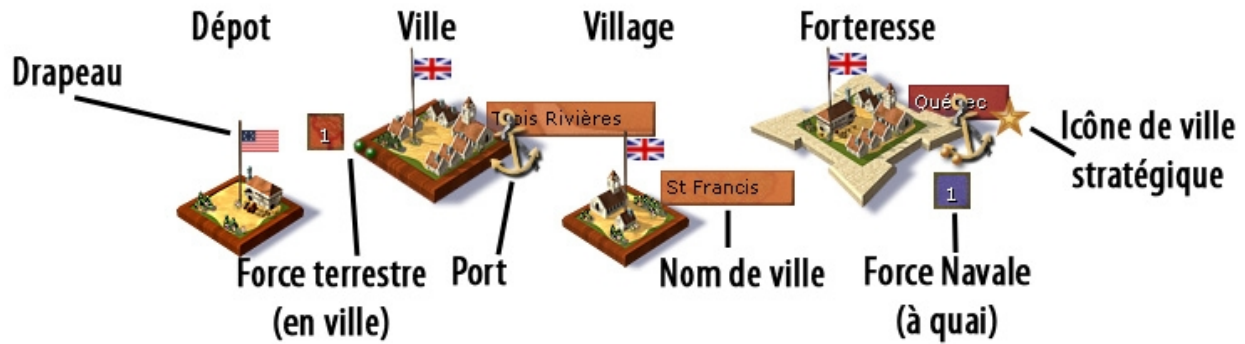 Dépot
Ville
Village
Forteresse
Drapeau
1
Trois Rivières
Québec
St Francis
1
Icône de ville
stratégique
Force terrestre
(en ville)
Port
Nom de ville
Force Navale
(à quai)